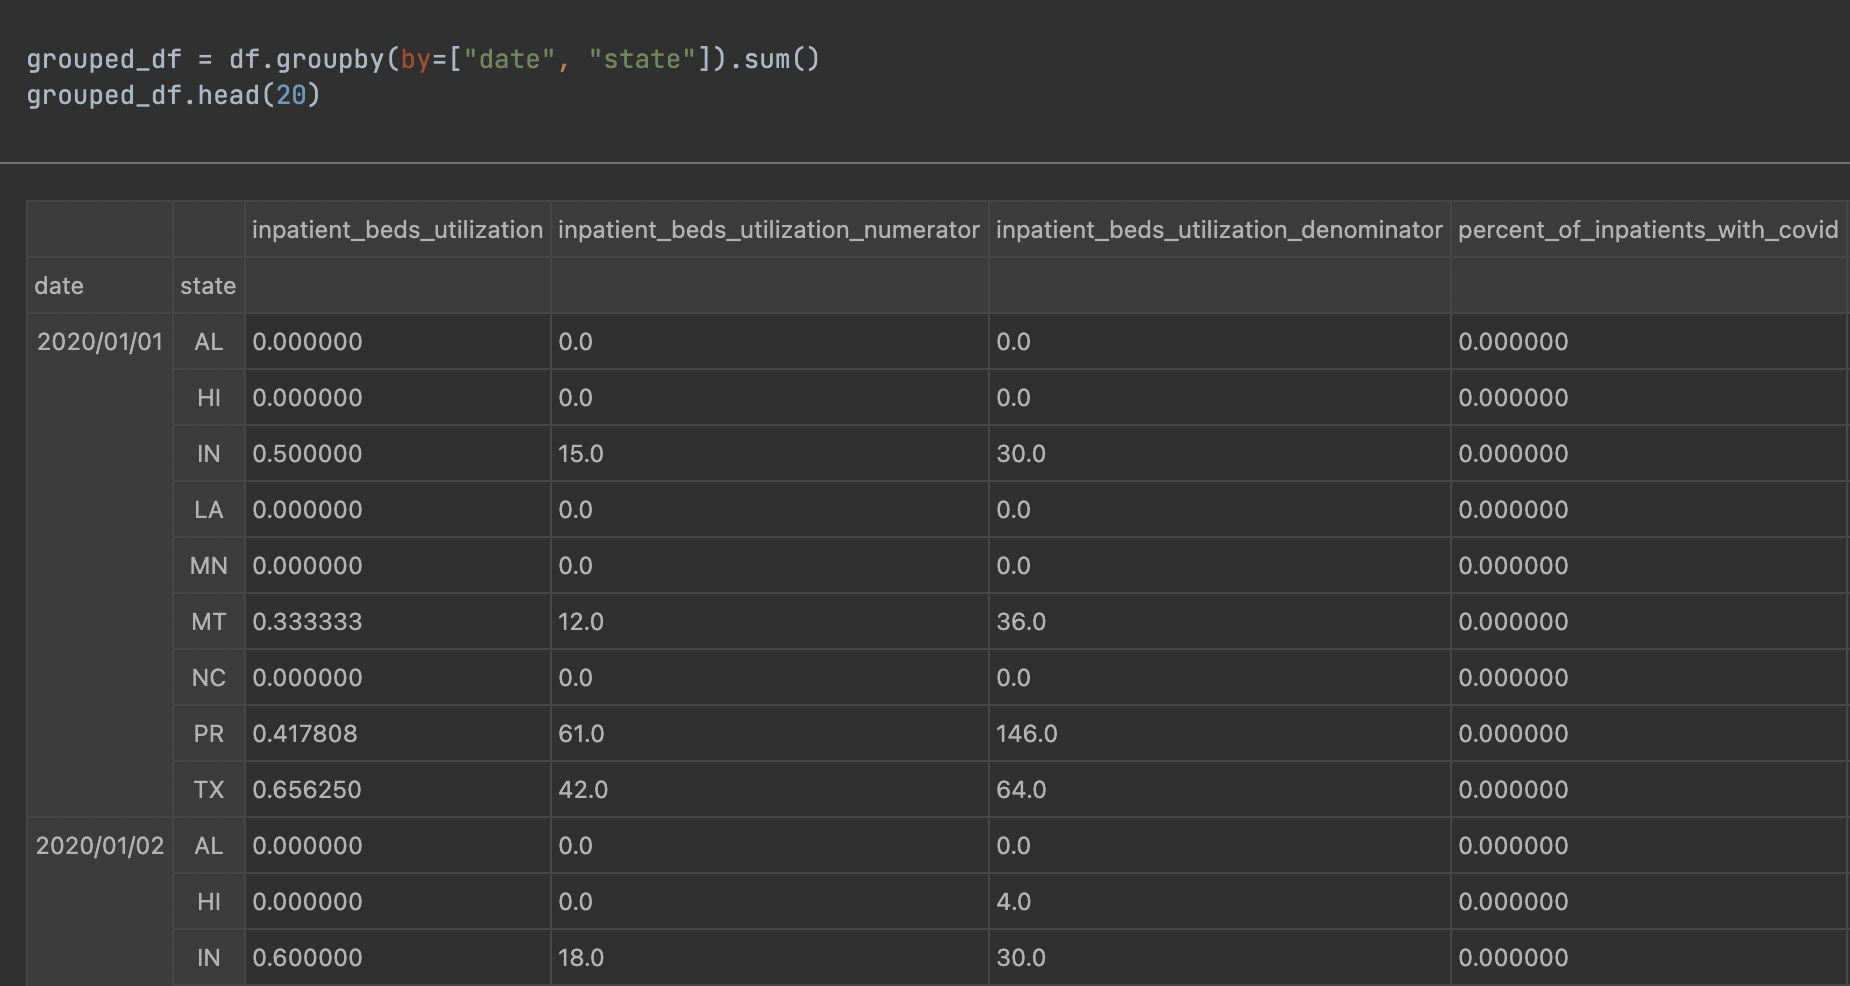 grouped_df = df.groupby(by=["date", "state"]).sum()
grouped_df.head(20)
inpatient_beds_utilization inpatient_beds_utilization_numerator inpatient_beds_utilization_denominator percent_of_inpatients_with_covid
date state
2020/01/01 AL 0.000000 0.0 0.0 0.000000
HI 0.000000 0.0 0.0 0.000000
IN 0.500000 15.0 30.0 0.000000
LA 0.000000 0.0 0.0 0.000000
MN 0.000000 0.0 0.0 0.000000
MT 0.333333 12.0 36.0 0.000000
NC 0.000000 0.0 0.0 0.000000
PR 0.417808 61.0 146.0 0.000000
TX 0.656250 42.0 64.0 0.000000
2020/01/02 AL 0.000000 0.0 0.0 0.000000
HI 0.000000 0.0 4.0 0.000000
IN 0.600000 18.0 30.0 0.000000